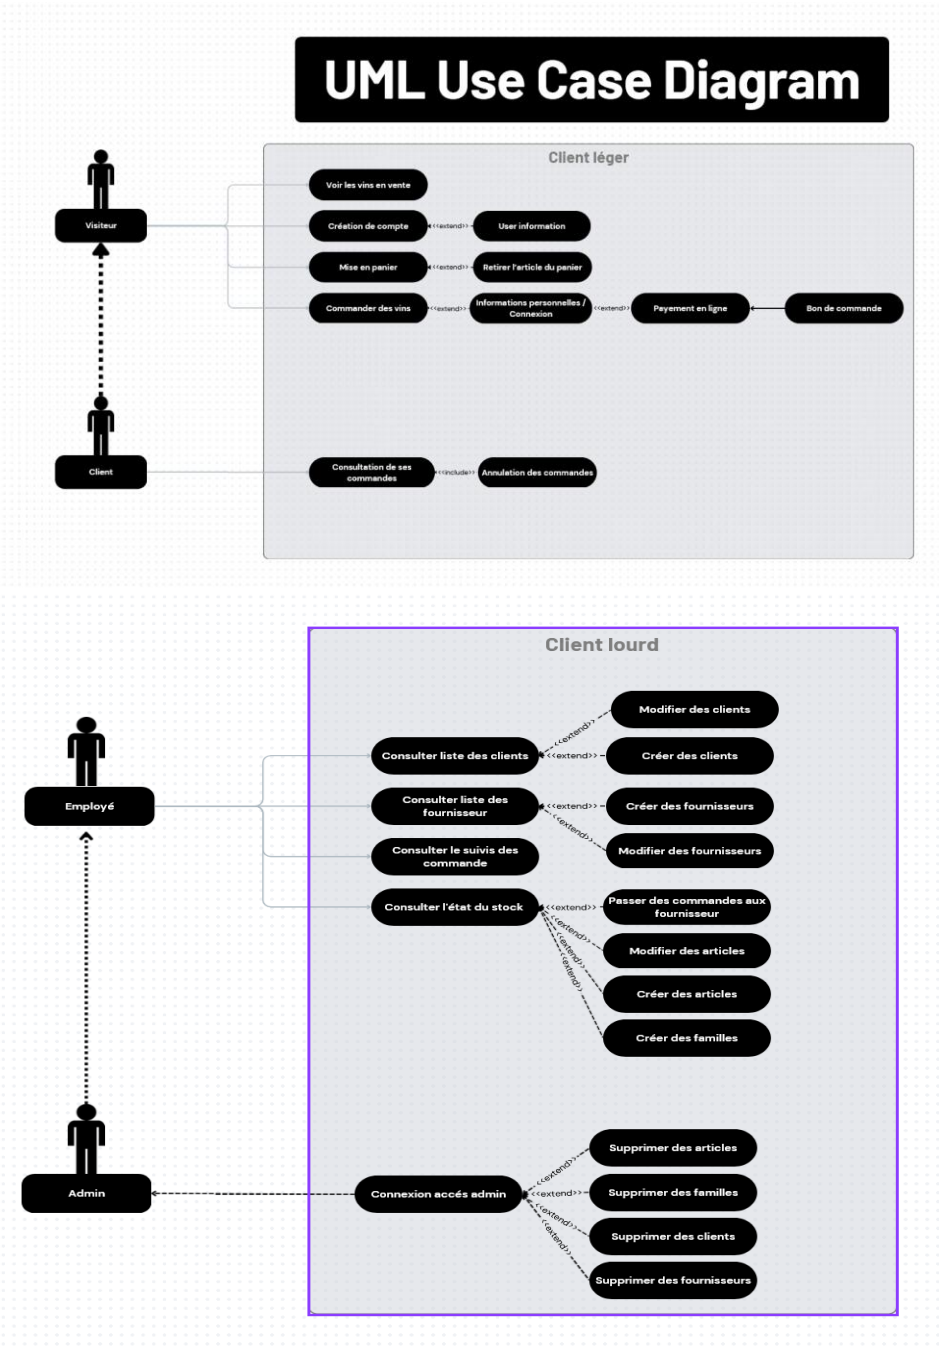 UML Use Case Diagram
Client léger
Visiteur
Voir les vins en vente
Création de compte
<<extend>>
User information
Mise en panier
<<extend>>
Retirer l'article du panier
Commander des vins
<<extend>>
Informations personnelles /
Connexion
<<extend>>
Payement en ligne
Bon de commande
Client
Consultation de ses
commandes
<<include>>
Annulation des commandes
Client lourd
Employé
Consulter liste des clients
<<extend>>
Modifier des clients
<<extend>>
Créer des clients
Consulter liste des
fournisseur
<<extend>>
Créer des fournisseurs
<<extend>>
Modifier des fournisseurs
Consulter le suivis des
commande
Consulter l'état du stock
<<extend>>
Passer des commandes aux
fournisseur
<<extend>>
Modifier des articles
<<extend>>
Créer des articles
<<extend>>
Créer des familles
Admin
Connexion accés admin
<<extend>>
Supprimer des articles
<<extend>>
Supprimer des familles
<<extend>>
Supprimer des clients
<<extend>>
Supprimer des fournisseurs